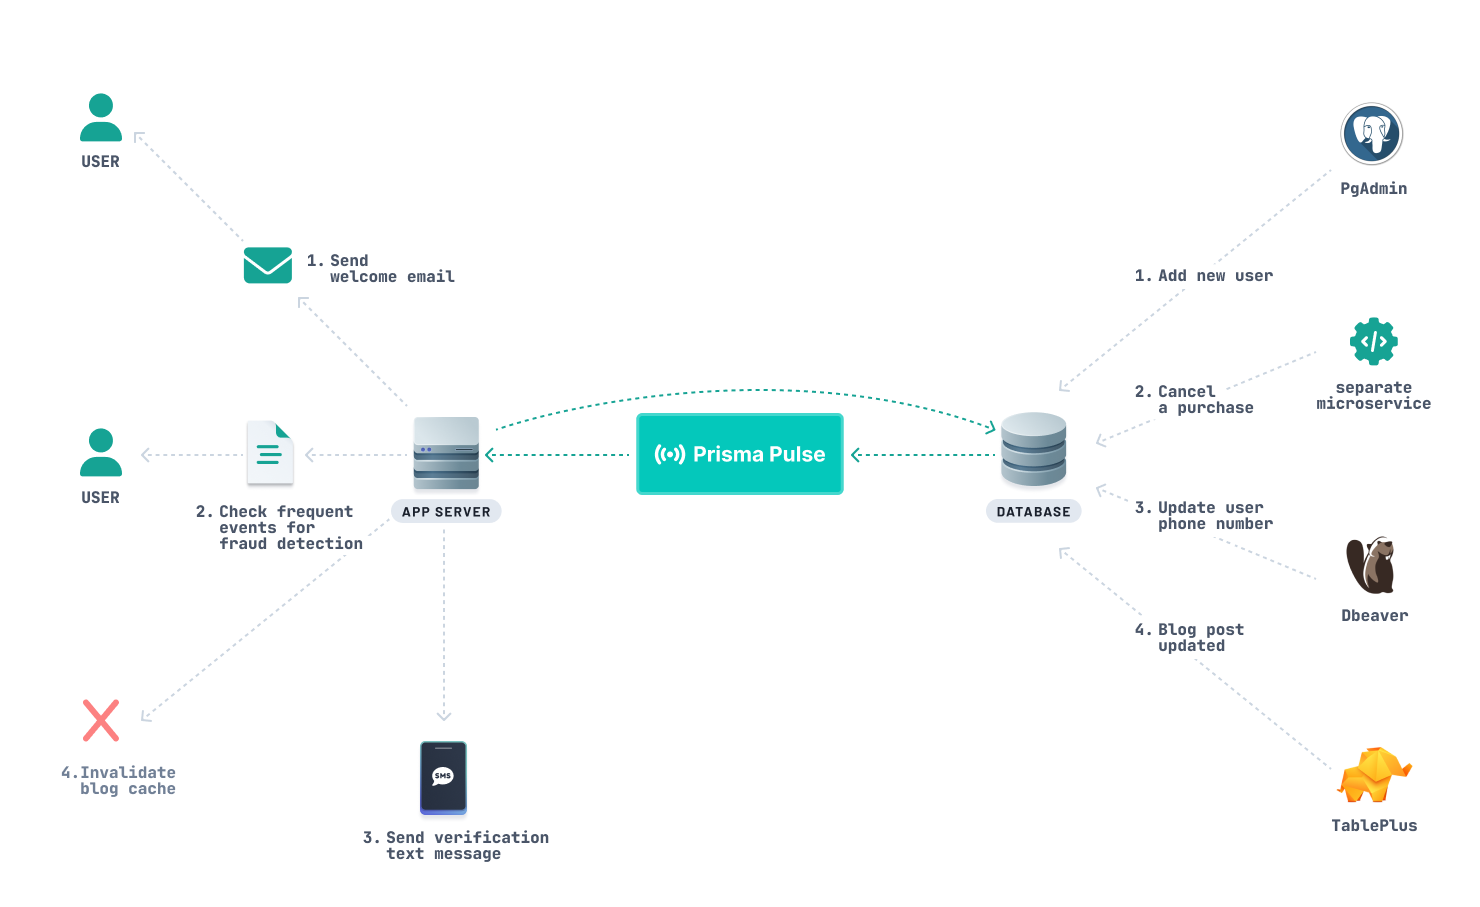 USER
PgAdmin
1. Send
welcome email
1. Add new user
separate
microservice
2. Cancel
a purchase
Prisma Pulse
USER
2. Check frequent
events for
fraud detection
APP SERVER
DATABASE
3. Update user
phone number
Dbeaver
4. Blog post
updated
4. Invalidate
blog cache
SMS
3. Send verification
text message
TablePlus